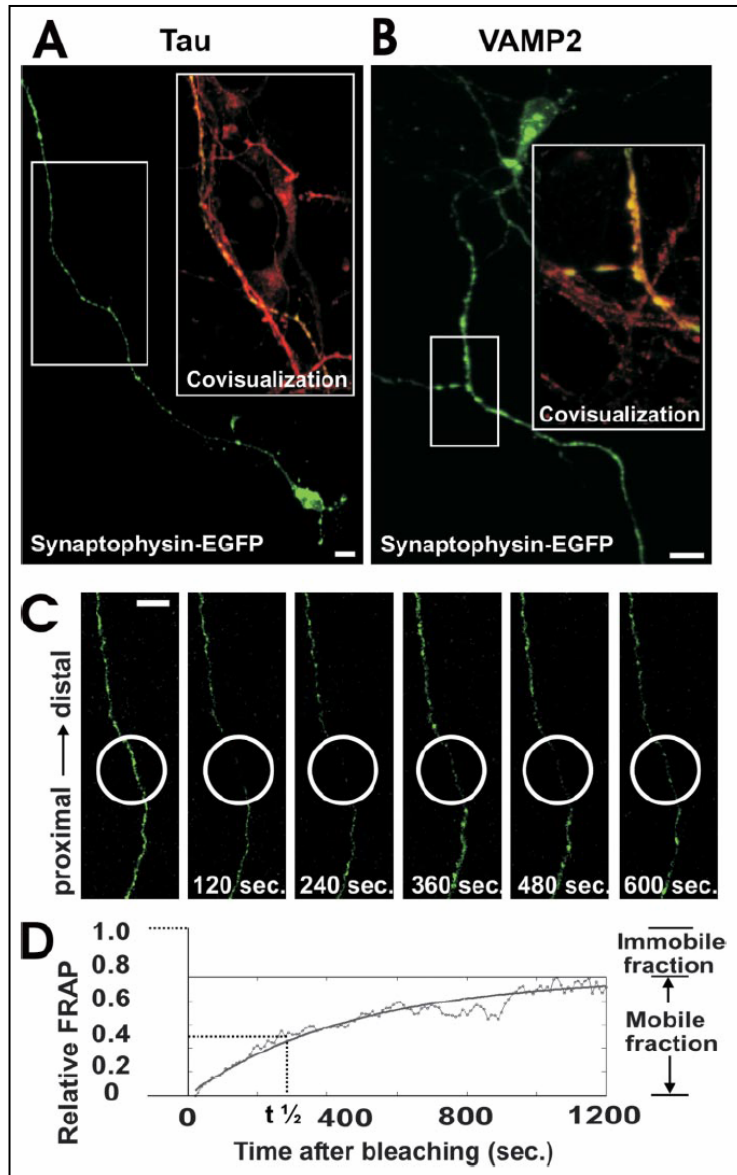 A Tau
B VAMP2
Covisualization
Synaptophysin-EGFP
Covisualization
Synaptophysin-EGFP
C
proximal → distal
120 sec.
240 sec.
360 sec.
480 sec.
600 sec.
D
Relative FRAP
1.0
0.8
0.6
0.4
0.2
0
0
t ½
400
800
1200
Time after bleaching (sec.)
Immobile
fraction
Mobile
fraction